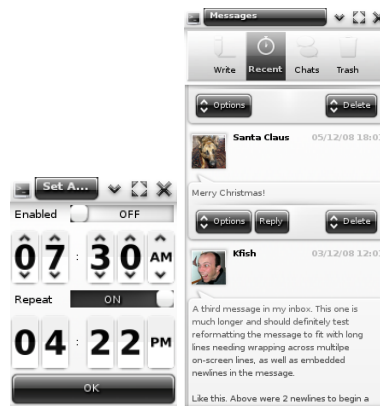 Messages
Write Recent Chats Trash
Options Delete
Santa Claus 05/12/08 18:0
Merry Christmas!
Options Reply Delete
Kfish 03/12/08 12:0
A third message in my inbox. This one is
much longer and should definitely test
reformatting the message to fit with long
lines needing wrapping across multilpe
on-screen lines, as well as embedded
newlines in the message.
Like this. Above were 2 newlines to begin a
Set A...
Enabled OFF
07 : 30 AM
Repeat ON
04 : 22 PM
OK